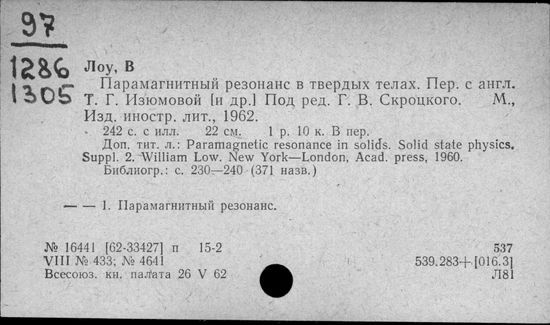 97
1286
1305
Лоу, В
Парамагнитный резонанс в твердых телах. Пер. с англ.
Т. Г. Изюмовой [и др.] Под ред. Г. В. Скроцкого. М.,
Изд. иностр. лит., 1962.
242 с. с илл. 22 см. 1 р. 10 к. В пер.
Доп. тит. л.: Paramagnetic resonance in solids. Solid state physics.
Suppl. 2. William Low. New York—London, Acad. press, 1960.
Библиогр.: с. 230—240 (371 назв.)
— — 1. Парамагнитный резонанс.
№ 16441 [62-33427] п 15-2 537
VIII № 433; № 4641 539.283+[016.3]
Всесоюз. кн. палата 26 V 62 Л81